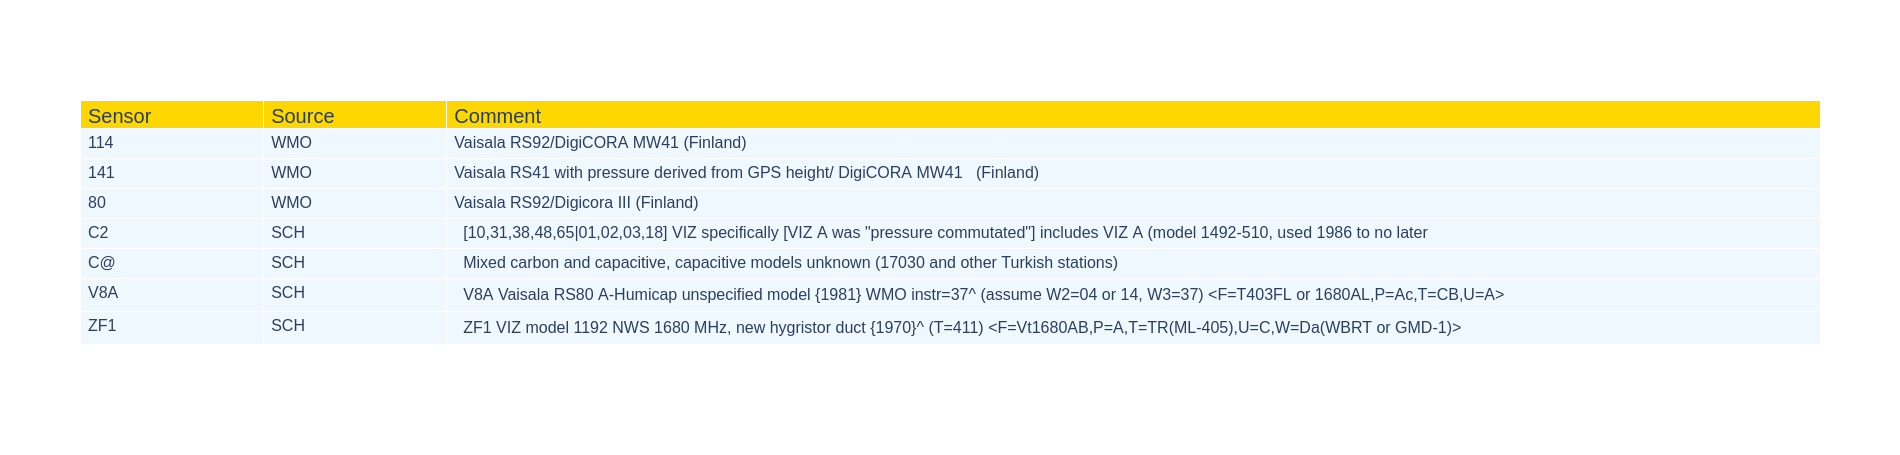 Sensor Source Comment
114 WMO Vaisala RS92/DigiCORA MW41 (Finland)
141 WMO Vaisala RS41 with pressure derived from GPS height/ DigiCORA MW41 (Finland)
80 WMO Vaisala RS92/Digicora III (Finland)
C2 SCH [10,31,38,48,65|01,02,03,18] VIZ specifically [VIZ A was "pressure commutated"] includes VIZ A (model 1492-510, used 1986 to no later
C@ SCH Mixed carbon and capacitive, capacitive models unknown (17030 and other Turkish stations)
V8A SCH V8A Vaisala RS80 A-Humicap unspecified model {1981} WMO instr=37^ (assume W2=04 or 14, W3=37) <F=T403FL or 1680AL,P=Ac,T=CB,U=A>
ZF1 SCH ZF1 VIZ model 1192 NWS 1680 MHz, new hygristor duct {1970}^ (T=411) <F=Vt1680AB,P=A,T=TR(ML-405),U=C,W=Da(WBRT or GMD-1)>